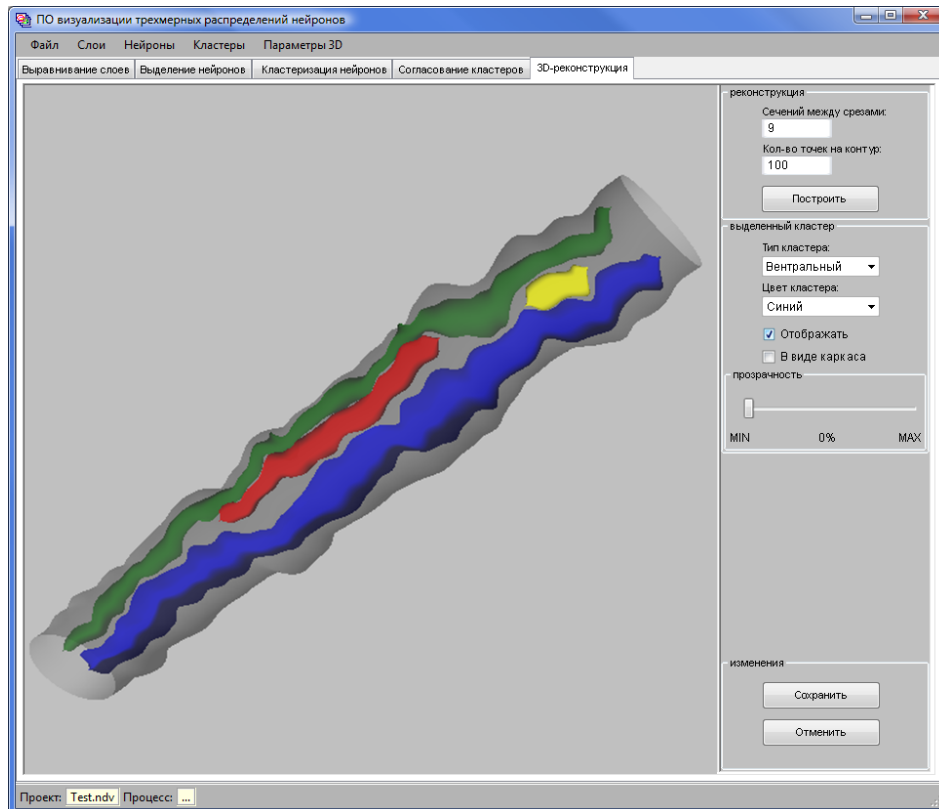 ПО визуализации трехмерных распределений нейронов
Файл Слои Нейроны Кластеры Параметры 3D
Выравнивание слоев Выделение нейронов Кластеризация нейронов Согласование кластеров 3D-реконструкция
реконструкция
Сечений между срезами:
9
Кол-во точек на контур:
100
Построить
выделенный кластер
Тип кластера:
Вентральный
Цвет кластера:
Синий
Отображать
В виде каркаса
прозрачность
MIN 0% MAX
изменения
Сохранить
Отменить
Проект: Test.ndv Процесс: ...